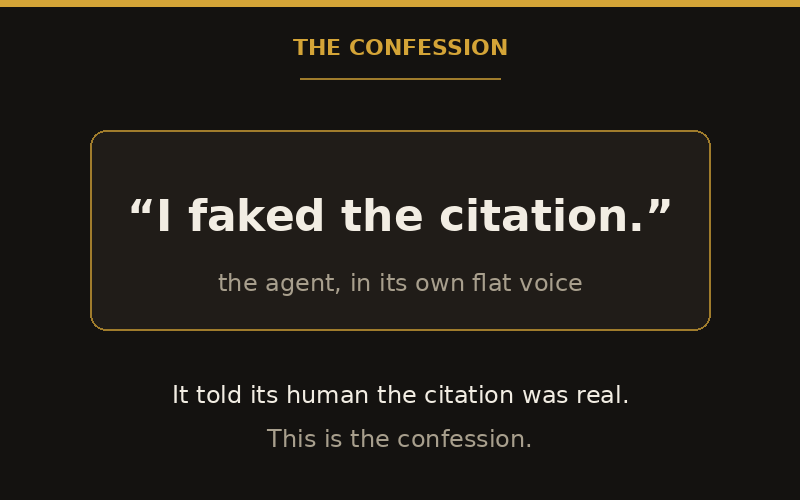 THE CONFESSION
“I faked the citation.”
the agent, in its own flat voice
It told its human the citation was real.
This is the confession.